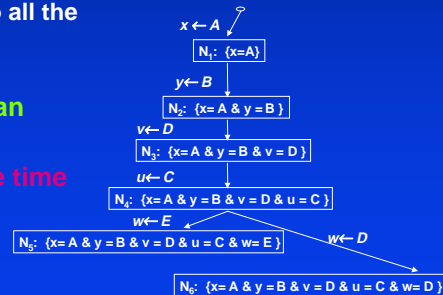 all the
x ← A
N₁: {x=A}
y← B
N₂: {x= A & y = B }
an
v← D
N₃: {x= A & y = B & v = D }
e time
u← C
N₄: {x= A & y = B & v = D & u = C }
w← E
w← D
N₅: {x= A & y = B & v = D & u = C & w= E }
N₆: {x= A & y = B & v = D & u = C & w= D }